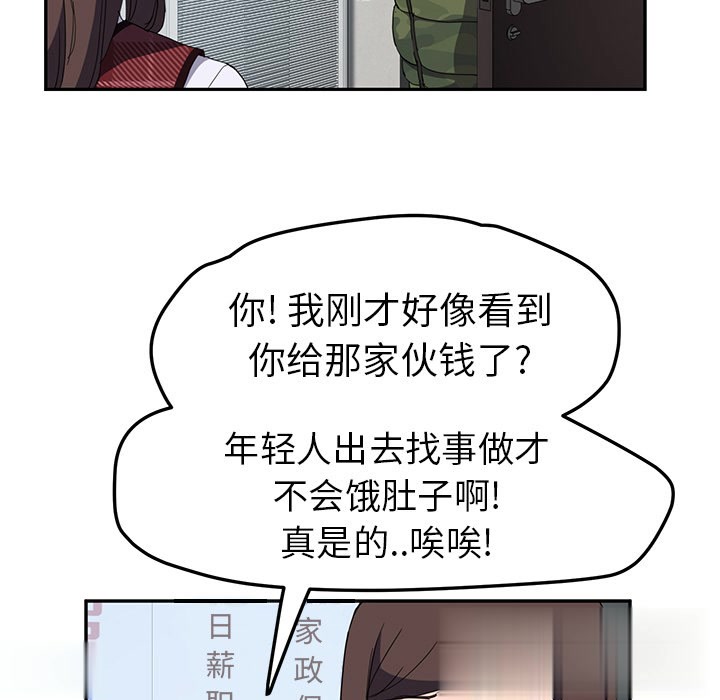 你! 我刚才好像看到
你给那家伙钱了?
年轻人出去找事做才
不会饿肚子啊!
真是的..唉唉!
家政
日薪职